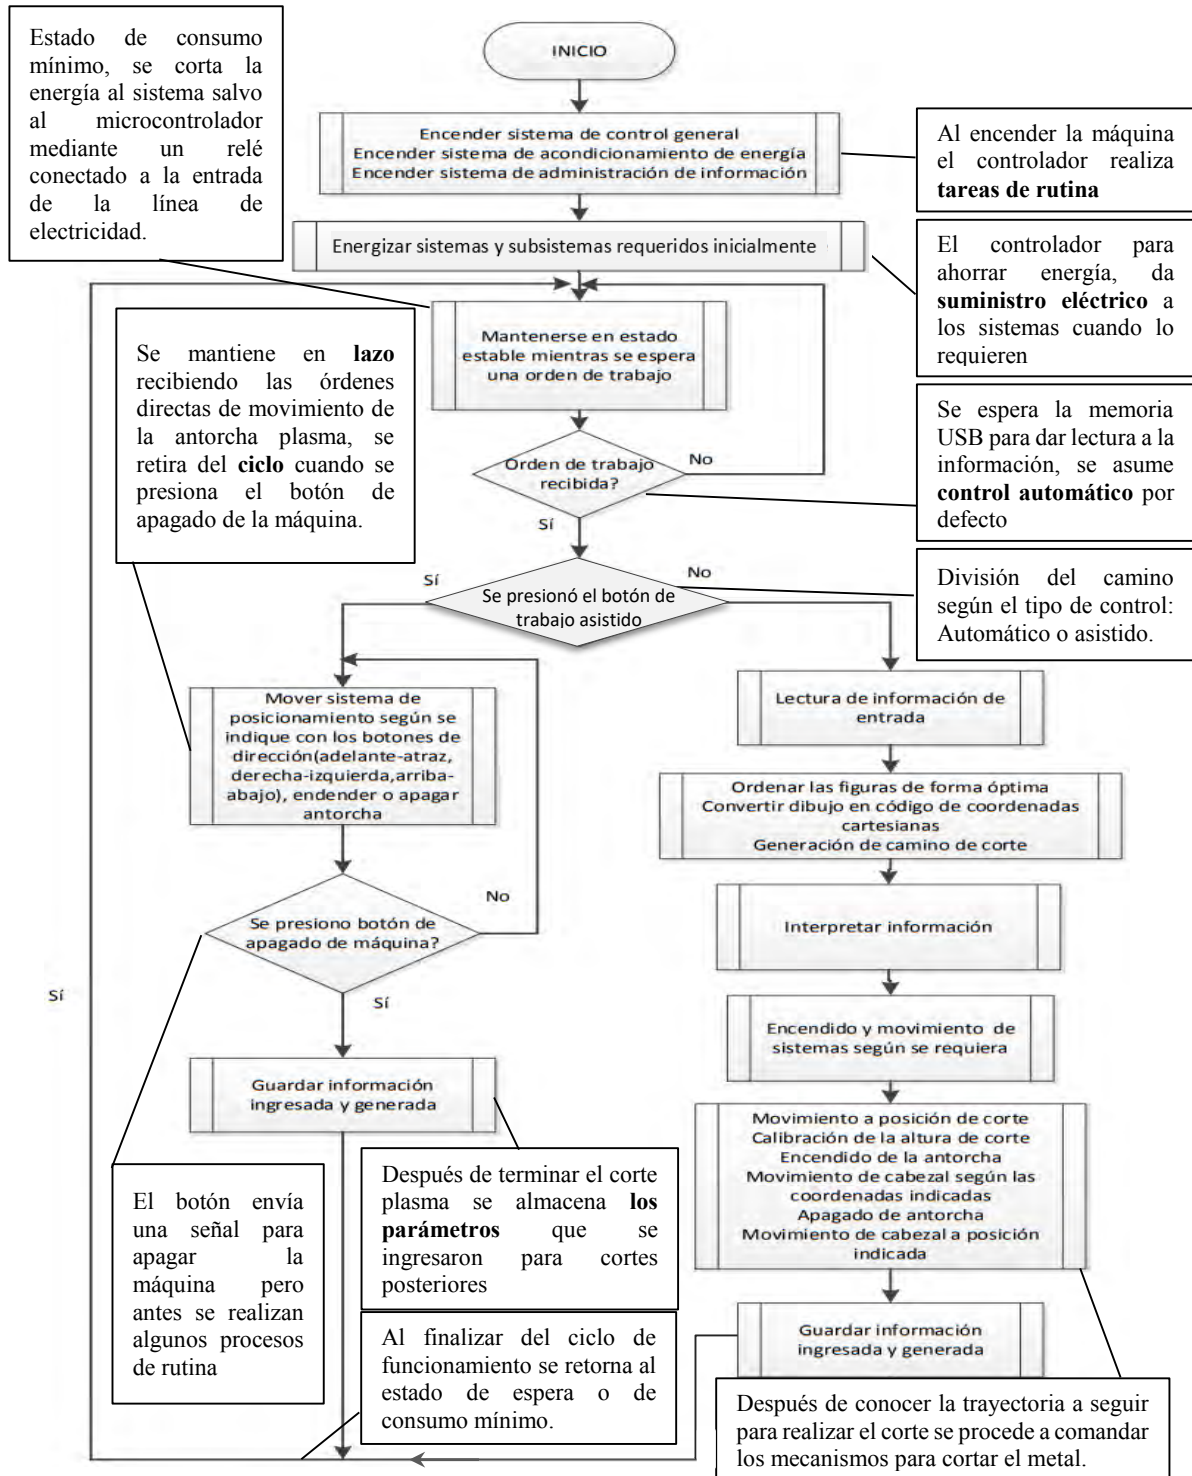 Estado de consumo
mínimo, se corta la
energía al sistema salvo
al microcontrolador
mediante un relé
conectado a la entrada
de la línea de
electricidad.
INICIO
Encender sistema de control general
Encender sistema de acondicionamiento de energía
Encender sistema de administración de información
Al encender la máquina
el controlador realiza
tareas de rutina
Energizar sistemas y subsistemas requeridos inicialmente
El controlador para
ahorrar energía, da
suministro eléctrico a
los sistemas cuando lo
requieren
Mantenerse en estado
estable mientras se espera
una orden de trabajo
Se mantiene en lazo
recibiendo las órdenes
directas de movimiento de
la antorcha plasma, se
retira del ciclo cuando se
presiona el botón de
apagado de la máquina.
Orden de trabajo
recibida?
No
Sí
Se espera la memoria
USB para dar lectura a la
información, se asume
control automático por
defecto
Sí
Se presionó el botón de
trabajo asistido
No
División del camino
según el tipo de control:
Automático o asistido.
Mover sistema de
posicionamiento según se
indique con los botones de
dirección(adelante-atraz,
derecha-izquierda,arriba-
abajo), endender o apagar
antorcha
Lectura de información de
entrada
Ordenar las figuras de forma óptima
Convertir dibujo en código de coordenadas
cartesianas
Generación de camino de corte
Se presiono botón de
apagado de máquina?
No
Sí
Sí
Interpretar información
Encendido y movimiento de
sistemas según se requiera
Guardar información
ingresada y generada
Movimiento a posición de corte
Calibración de la altura de corte
Encendido de la antorcha
Movimiento de cabezal según las
coordenadas indicadas
Apagado de antorcha
Movimiento de cabezal a posición
indicada
El botón envía
una señal para
apagar la
máquina pero
antes se realizan
algunos procesos
de rutina
Después de terminar el corte
plasma se almacena los
parámetros que se
ingresaron para cortes
posteriores
Al finalizar del ciclo de
funcionamiento se retorna al
estado de espera o de
consumo mínimo.
Guardar información
ingresada y generada
Después de conocer la trayectoria a seguir
para realizar el corte se procede a comandar
los mecanismos para cortar el metal.